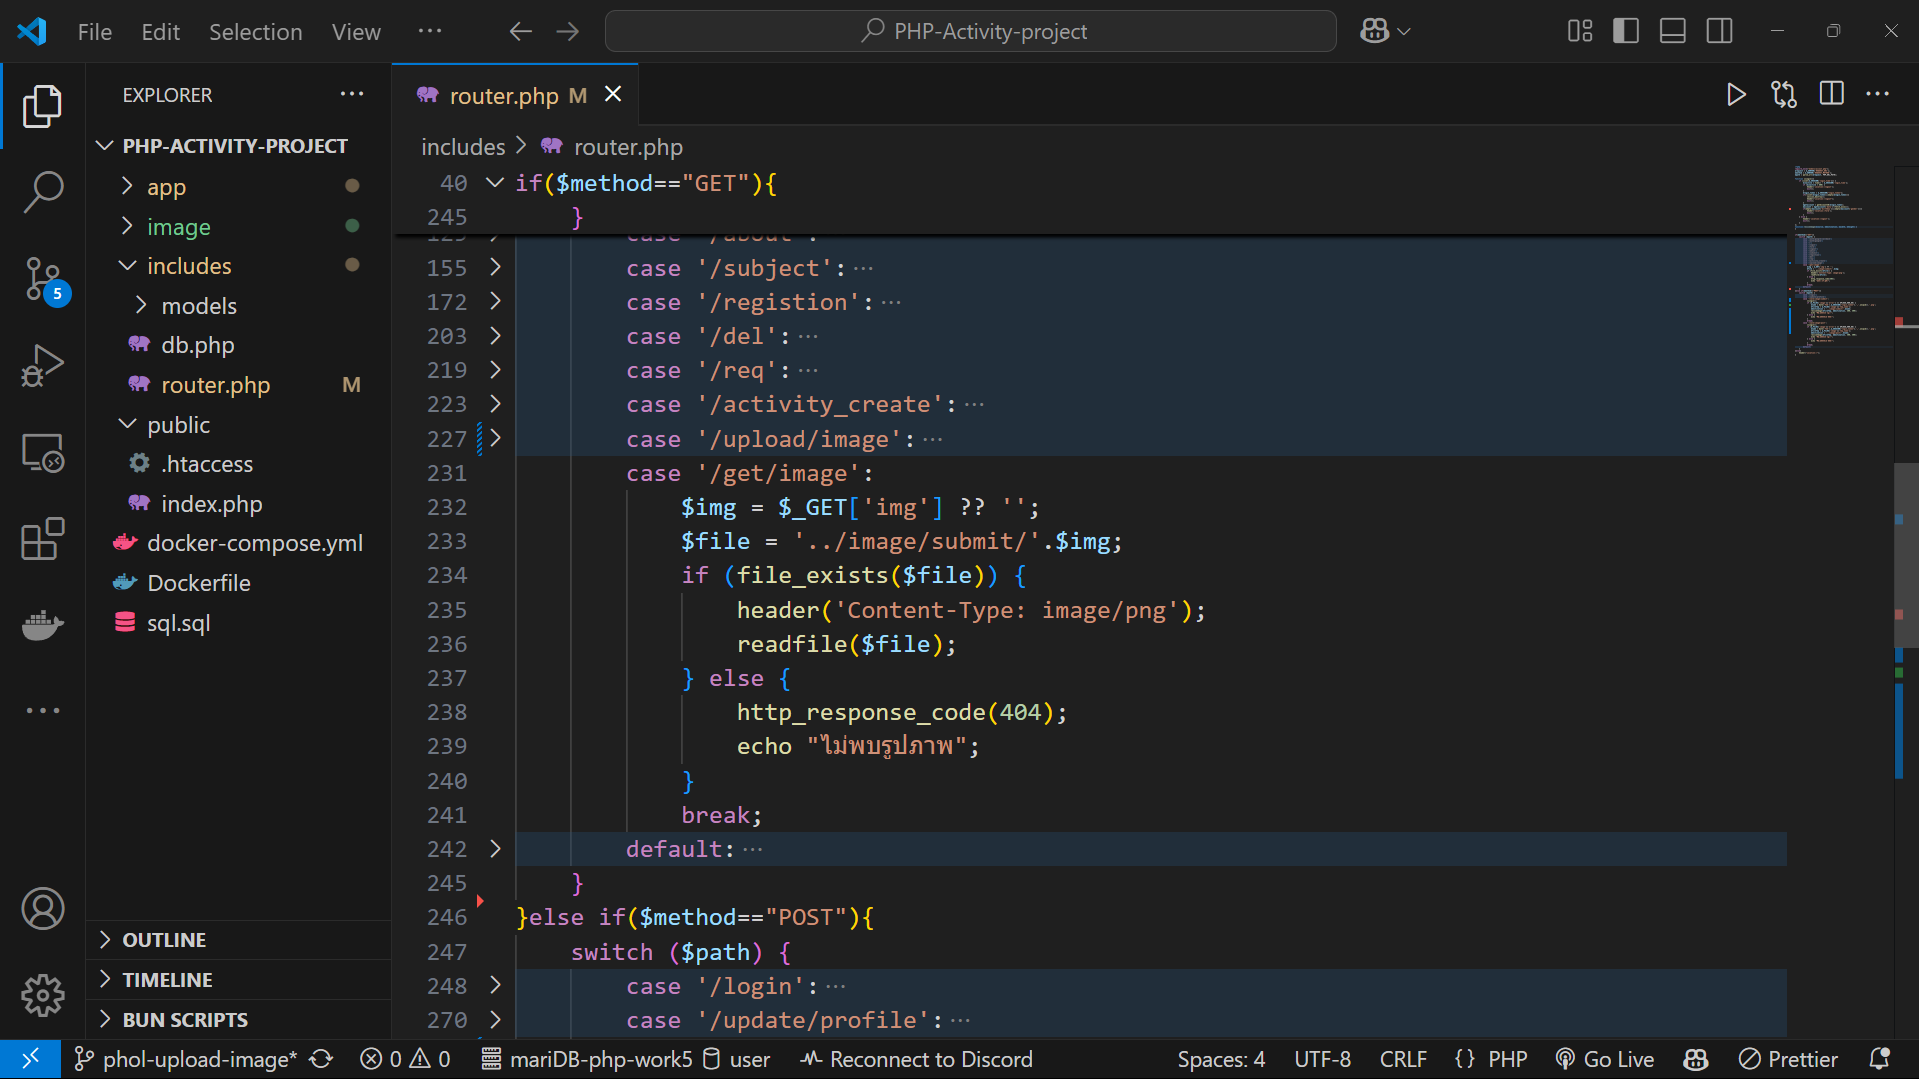 File Edit Selection View ··· PHP-Activity-project
EXPLORER ···
PHP-ACTIVITY-PROJECT
app
image
includes
models
db.php
router.php M
public
.htaccess
index.php
docker-compose.yml
Dockerfile
sql.sql
OUTLINE
TIMELINE
BUN SCRIPTS
5
router.php M
includes > router.php
40 if($method=="GET"){
245 }
case '/about':
155 case '/subject':···
172 case '/registion':···
203 case '/del':···
219 case '/req':···
223 case '/activity_create':···
227 case '/upload/image':···
231 case '/get/image':
232 $img = $_GET['img'] ?? '';
233 $file = '../image/submit/'.$img;
234 if (file_exists($file)) {
235 header('Content-Type: image/png');
236 readfile($file);
237 } else {
238 http_response_code(404);
239 echo "ไม่พบรูปภาพ";
240 }
241 break;
242 default:···
245 }
246 }else if($method=="POST"){
247 switch ($path) {
248 case '/login':···
270 case '/update/profile':···
phol-upload-image* 0 0 mariDB-php-work5 user Reconnect to Discord Spaces: 4 UTF-8 CRLF {} PHP Go Live Prettier